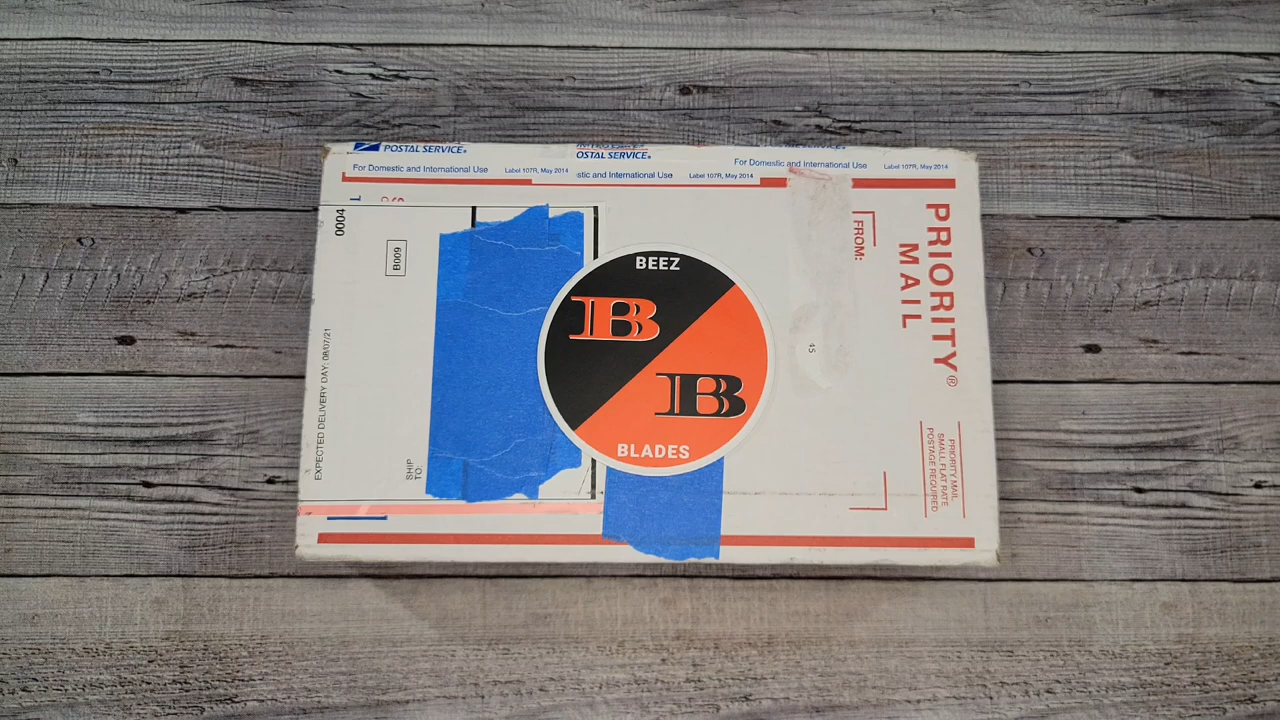 POSTAL SERVICE®
OSTAL SERVICE®
For Domestic and International Use
Label 107R, May 2014
stic and International Use
Label 107R, May 2014
For Domestic and International Use
Label 107R, May 2014
0004
B009
EXPECTED DELIVERY DAY: 08/07/21
SHIP
TO:
BEEZ
B
B
BLADES
45
FROM:
PRIORITY®
MAIL
PRIORITY MAIL
SMALL FLAT RATE
POSTAGE REQUIRED